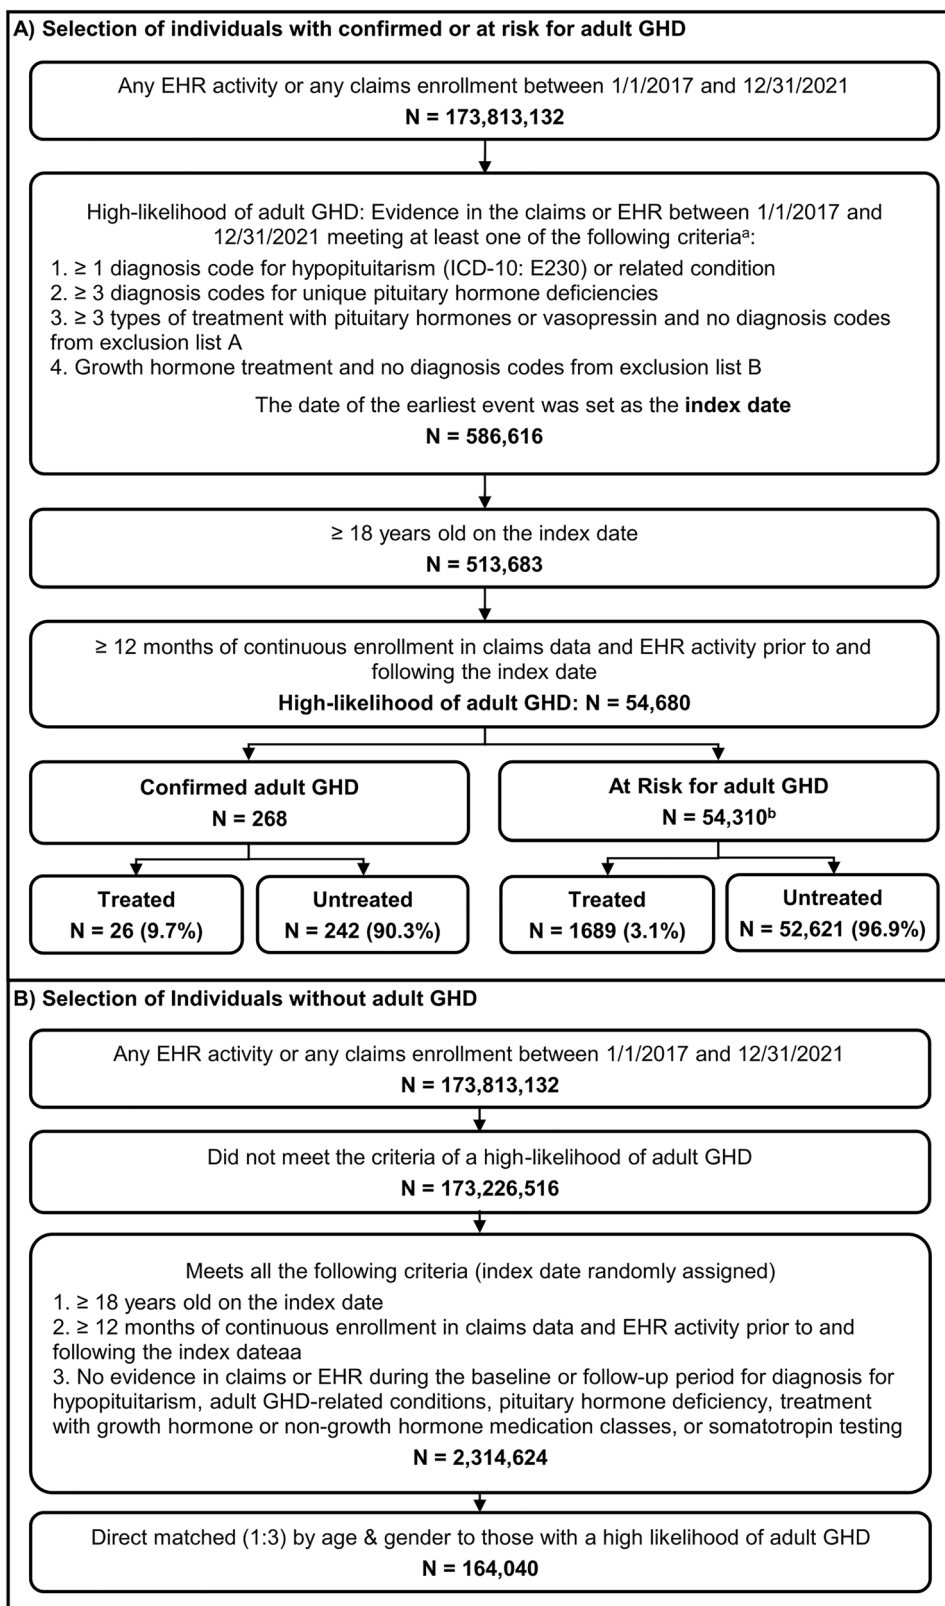 A) Selection of individuals with confirmed or at risk for adult GHD
Any EHR activity or any claims enrollment between 1/1/2017 and 12/31/2021
N = 173,813,132
High-likelihood of adult GHD: Evidence in the claims or EHR between 1/1/2017 and
12/31/2021 meeting at least one of the following criteriaᵃ:
1. ≥ 1 diagnosis code for hypopituitarism (ICD-10: E230) or related condition
2. ≥ 3 diagnosis codes for unique pituitary hormone deficiencies
3. ≥ 3 types of treatment with pituitary hormones or vasopressin and no diagnosis codes
from exclusion list A
4. Growth hormone treatment and no diagnosis codes from exclusion list B
The date of the earliest event was set as the index date
N = 586,616
≥ 18 years old on the index date
N = 513,683
≥ 12 months of continuous enrollment in claims data and EHR activity prior to and
following the index date
High-likelihood of adult GHD: N = 54,680
Confirmed adult GHD
N = 268
At Risk for adult GHD
N = 54,310ᵇ
Treated
N = 26 (9.7%)
Untreated
N = 242 (90.3%)
Treated
N = 1689 (3.1%)
Untreated
N = 52,621 (96.9%)
B) Selection of Individuals without adult GHD
Any EHR activity or any claims enrollment between 1/1/2017 and 12/31/2021
N = 173,813,132
Did not meet the criteria of a high-likelihood of adult GHD
N = 173,226,516
Meets all the following criteria (index date randomly assigned)
1. ≥ 18 years old on the index date
2. ≥ 12 months of continuous enrollment in claims data and EHR activity prior to and
following the index dateaa
3. No evidence in claims or EHR during the baseline or follow-up period for diagnosis for
hypopituitarism, adult GHD-related conditions, pituitary hormone deficiency, treatment
with growth hormone or non-growth hormone medication classes, or somatotropin testing
N = 2,314,624
Direct matched (1:3) by age & gender to those with a high likelihood of adult GHD
N = 164,040